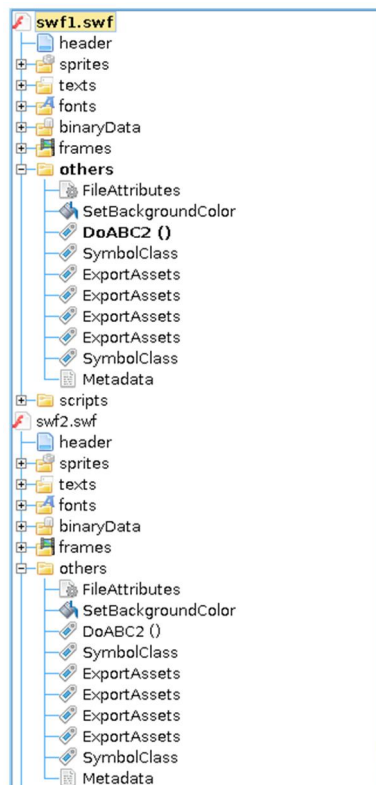 swf1.swf
header
sprites
texts
fonts
binaryData
frames
others
FileAttributes
SetBackgroundColor
DoABC2 ()
SymbolClass
ExportAssets
ExportAssets
ExportAssets
ExportAssets
SymbolClass
Metadata
scripts
swf2.swf
header
sprites
texts
fonts
binaryData
frames
others
FileAttributes
SetBackgroundColor
DoABC2 ()
SymbolClass
ExportAssets
ExportAssets
ExportAssets
ExportAssets
SymbolClass
Metadata